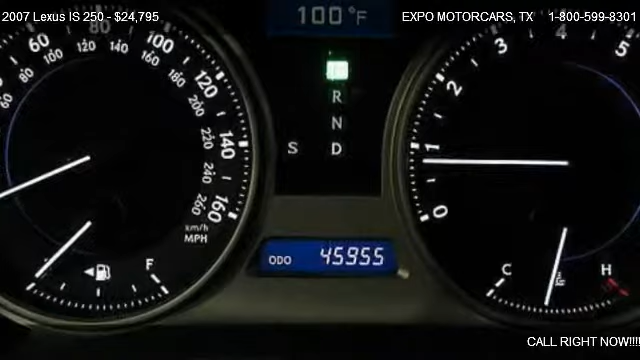 2007 Lexus IS 250 - $24,795
EXPO MOTORCARS, TX 1-800-599-8301
100°F
60 80 100 120 140 160
60 80 100 120 140 160 180 200 220 240 260
km/h
MPH
R
N
S D
ODO 45955
F
0 1 2 3 4 5
C H
CALL RIGHT NOW!!!!